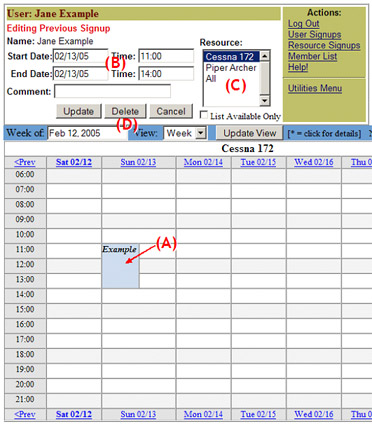 User: Jane Example
Editing Previous Signup
Name: Jane Example
Start Date: 02/13/05 Time: 11:00
(B)
End Date: 02/13/05 Time: 14:00
Comment:
Update Delete Cancel
Resource:
Cessna 172
Piper Archer
All
(C)
List Available Only
Actions:
Log Out
User Signups
Resource Signups
Member List
Help!
Utilities Menu
(D)
Week of: Feb 12, 2005 View: Week Update View [* = click for details]
Cessna 172
<Prev Sat 02/12 Sun 02/13 Mon 02/14 Tue 02/15 Wed 02/16 Thu 0
06:00
07:00
08:00
09:00
10:00
11:00 Example
(A)
12:00
13:00
14:00
15:00
16:00
17:00
18:00
19:00
20:00
21:00
<Prev Sat 02/12 Sun 02/13 Mon 02/14 Tue 02/15 Wed 02/16 Thu 0